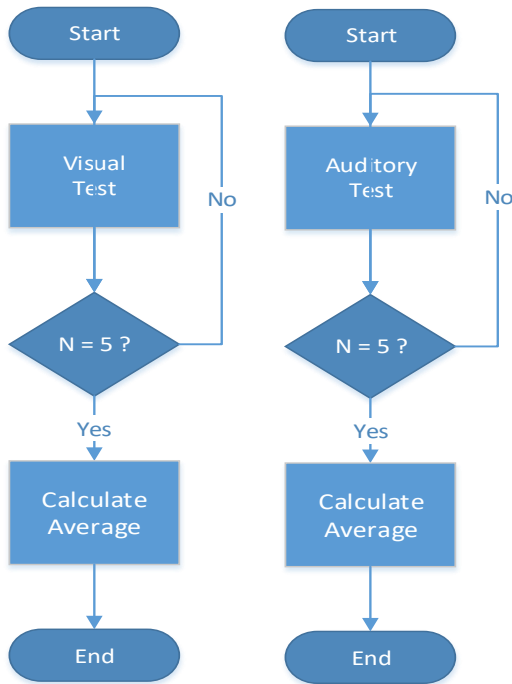 Start
Visual
Test
No
N = 5 ?
Yes
Calculate
Average
End
Start
Auditory
Test
No
N = 5 ?
Yes
Calculate
Average
End